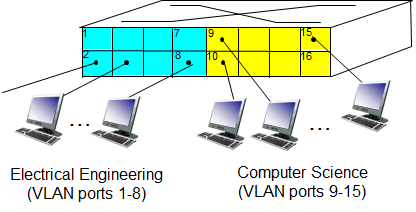 1 7 9 15
2 8 10 16
... ...
Electrical Engineering
(VLAN ports 1-8)
Computer Science
(VLAN ports 9-15)